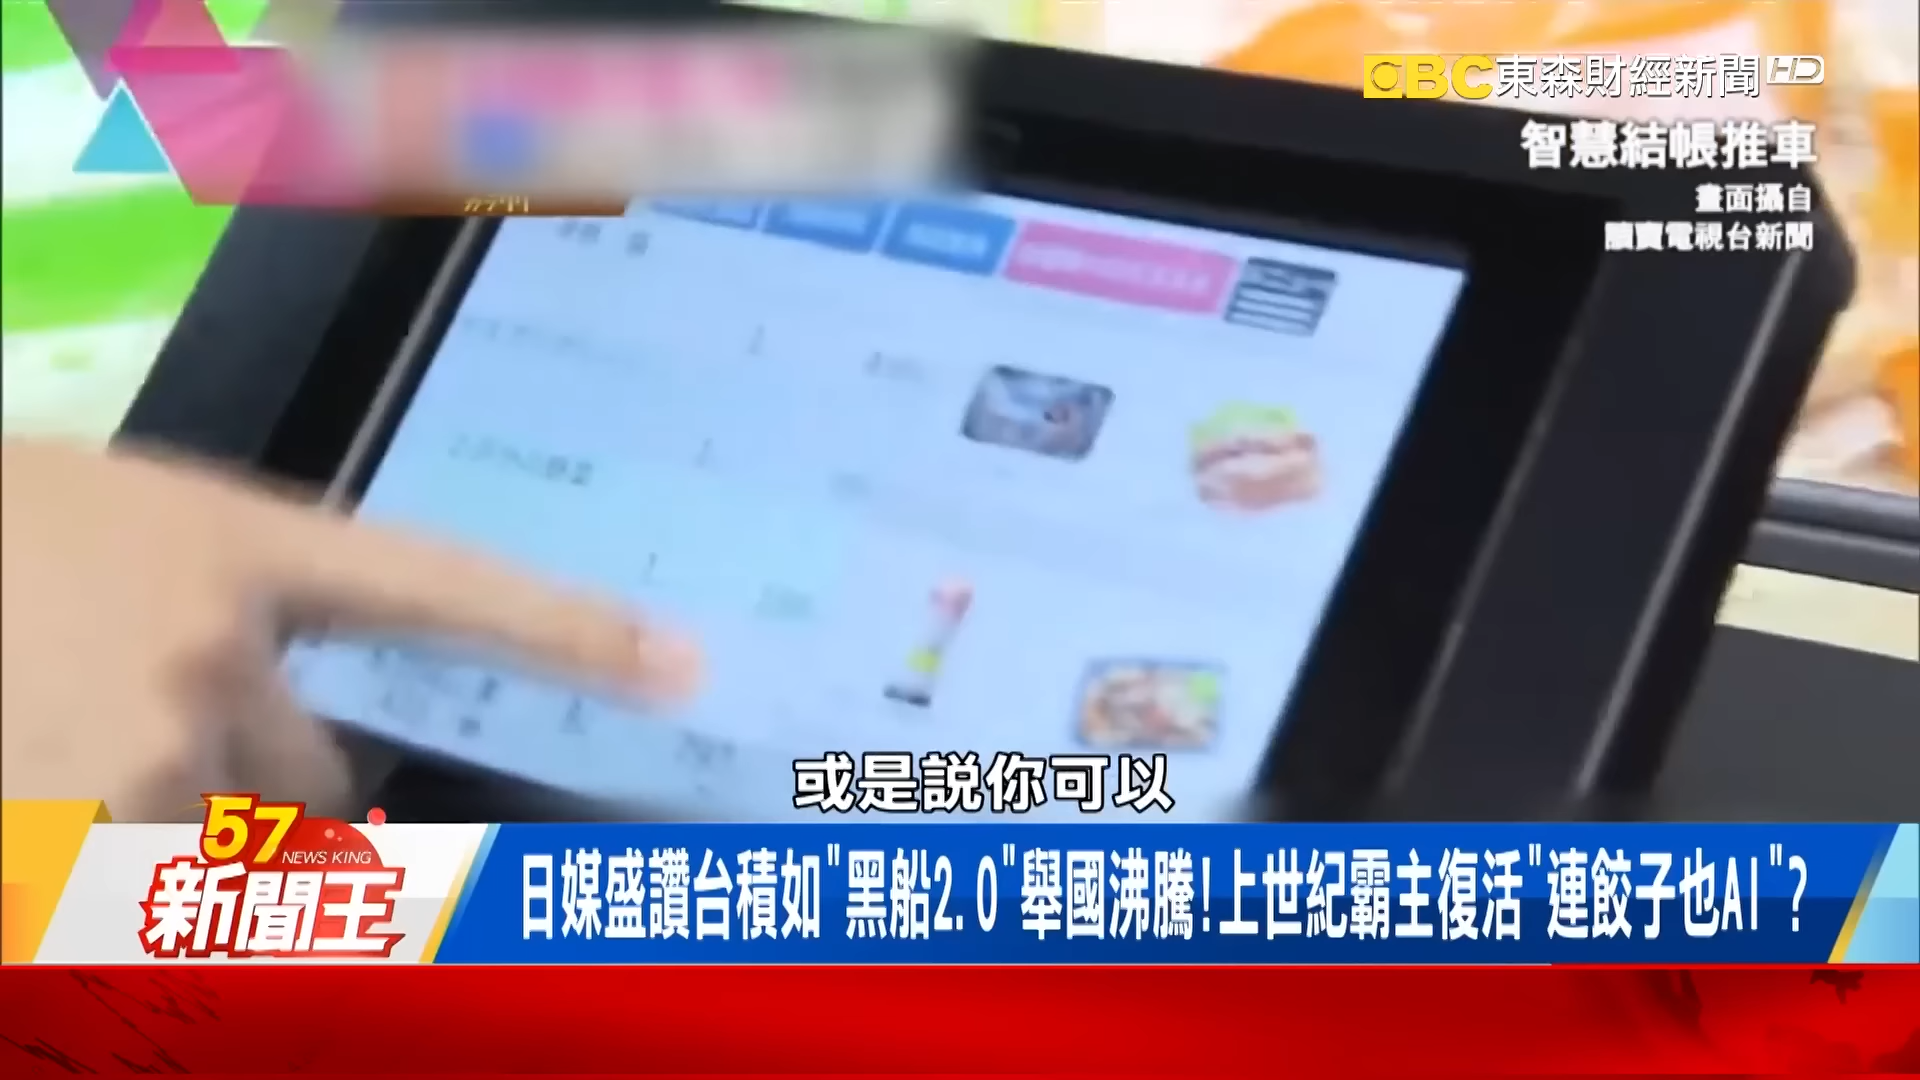 EBC東森財經新聞HD
智慧結帳推車
畫面攝自
讀賣電視台新聞
或是說你可以
57
NEWS KING
新聞王
日媒盛讚台積如"黑船2.0"舉國沸騰!上世紀霸主復活"連餃子也AI"?